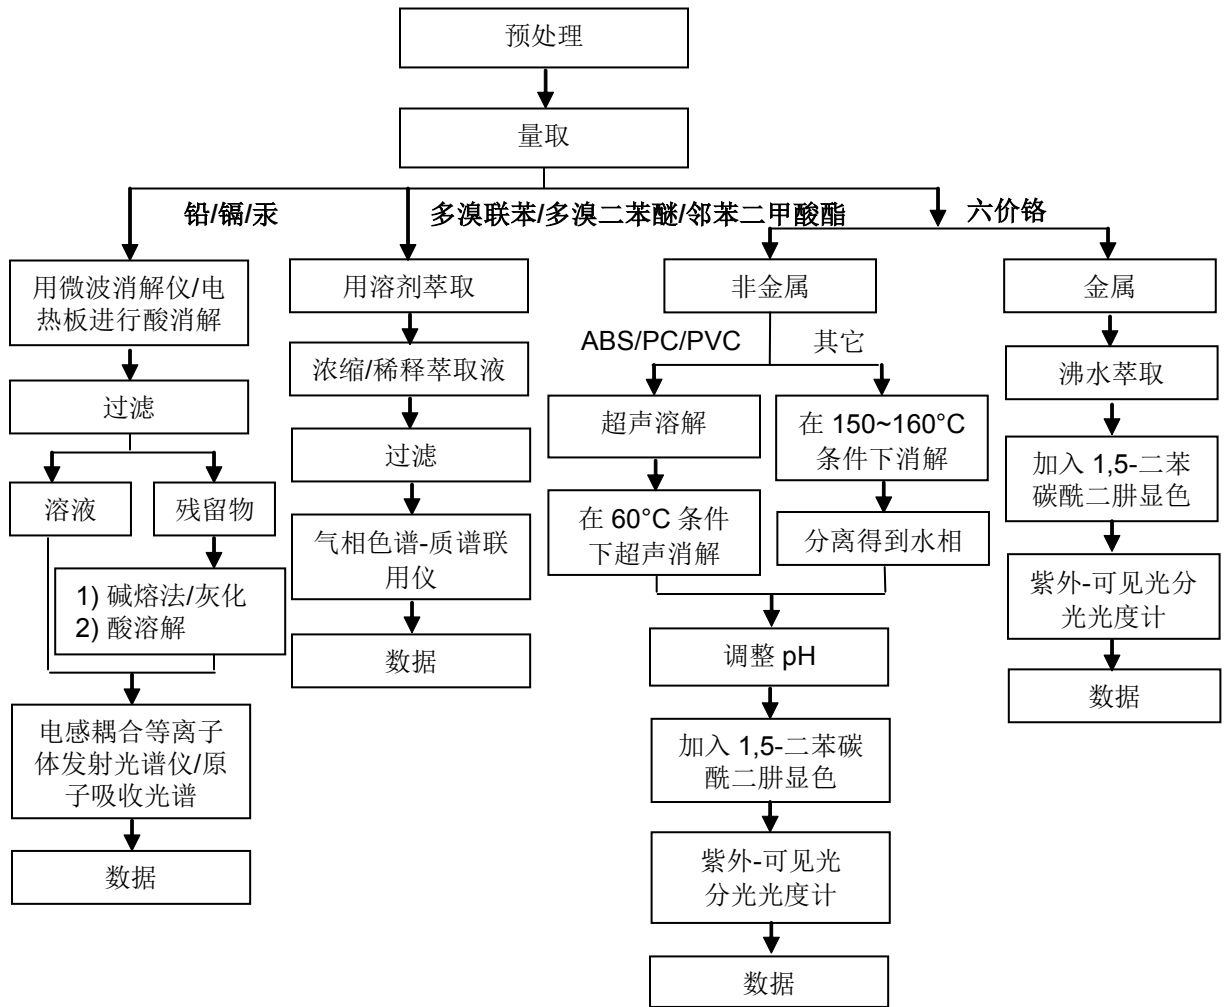 预处理
量取
铅/镉/汞
多溴联苯/多溴二苯醚/邻苯二甲酸酯
六价铬
用微波消解仪/电
热板进行酸消解
过滤
溶液
残留物
1) 碱熔法/灰化
2) 酸溶解
电感耦合等离子
体发射光谱仪/原
子吸收光谱
数据
用溶剂萃取
浓缩/稀释萃取液
过滤
气相色谱-质谱联
用仪
数据
非金属
ABS/PC/PVC
其它
超声溶解
在 60°C 条件
下超声消解
在 150~160°C
条件下消解
分离得到水相
调整 pH
加入 1,5-二苯碳
酰二肼显色
紫外-可见光
分光光度计
数据
金属
沸水萃取
加入 1,5-二苯
碳酰二肼显色
紫外-可见光分
光光度计
数据